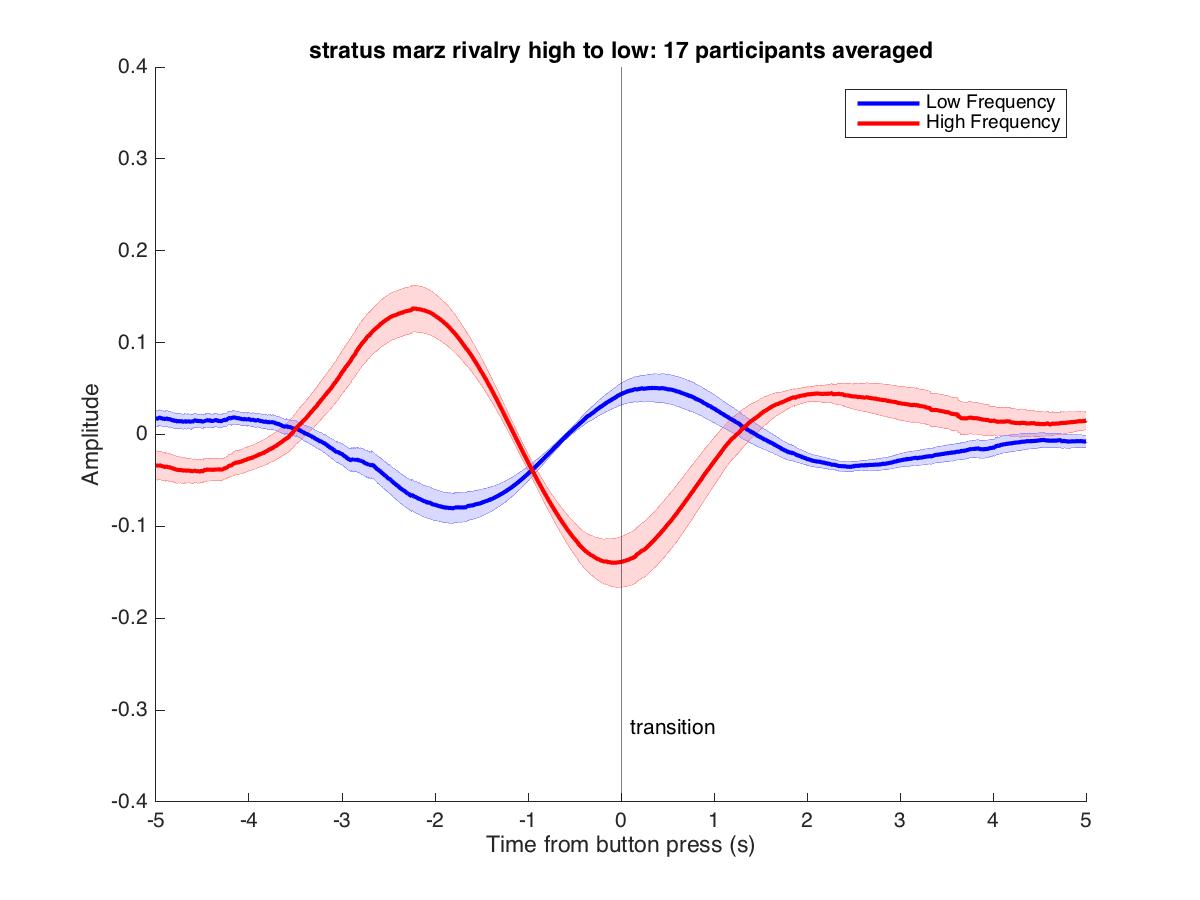 stratus marz rivalry high to low: 17 participants averaged
Low Frequency
High Frequency
0.4
0.3
0.2
0.1
0
-0.1
-0.2
-0.3
-0.4
Amplitude
transition
-5 -4 -3 -2 -1 0 1 2 3 4 5
Time from button press (s)